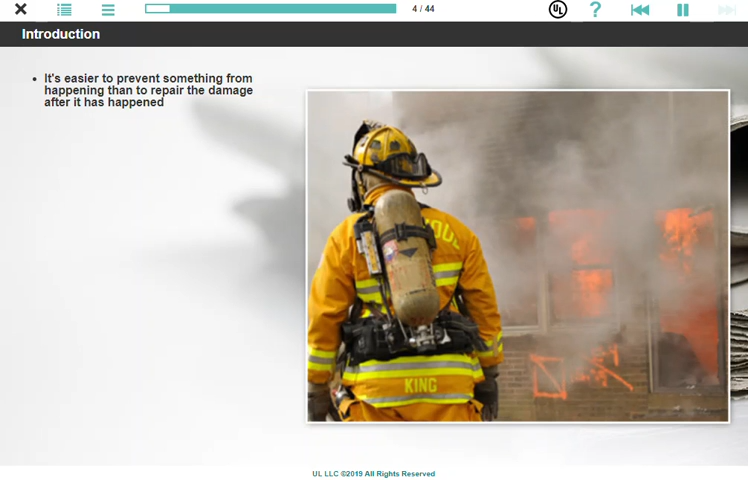 4 / 44
UL
?
Introduction
• It's easier to prevent something from
happening than to repair the damage
after it has happened
KING
UL LLC ©2019 All Rights Reserved